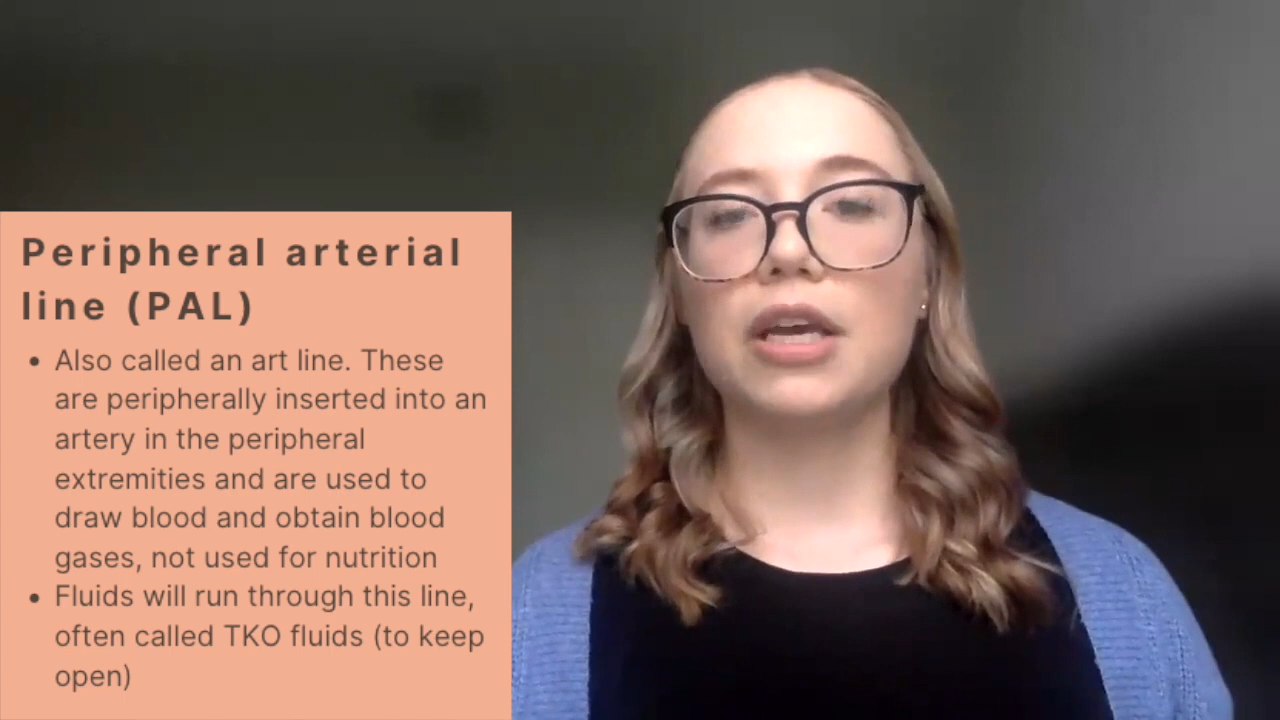 Peripheral arterial
line (PAL)
• Also called an art line. These
are peripherally inserted into an
artery in the peripheral
extremities and are used to
draw blood and obtain blood
gases, not used for nutrition
• Fluids will run through this line,
often called TKO fluids (to keep
open)